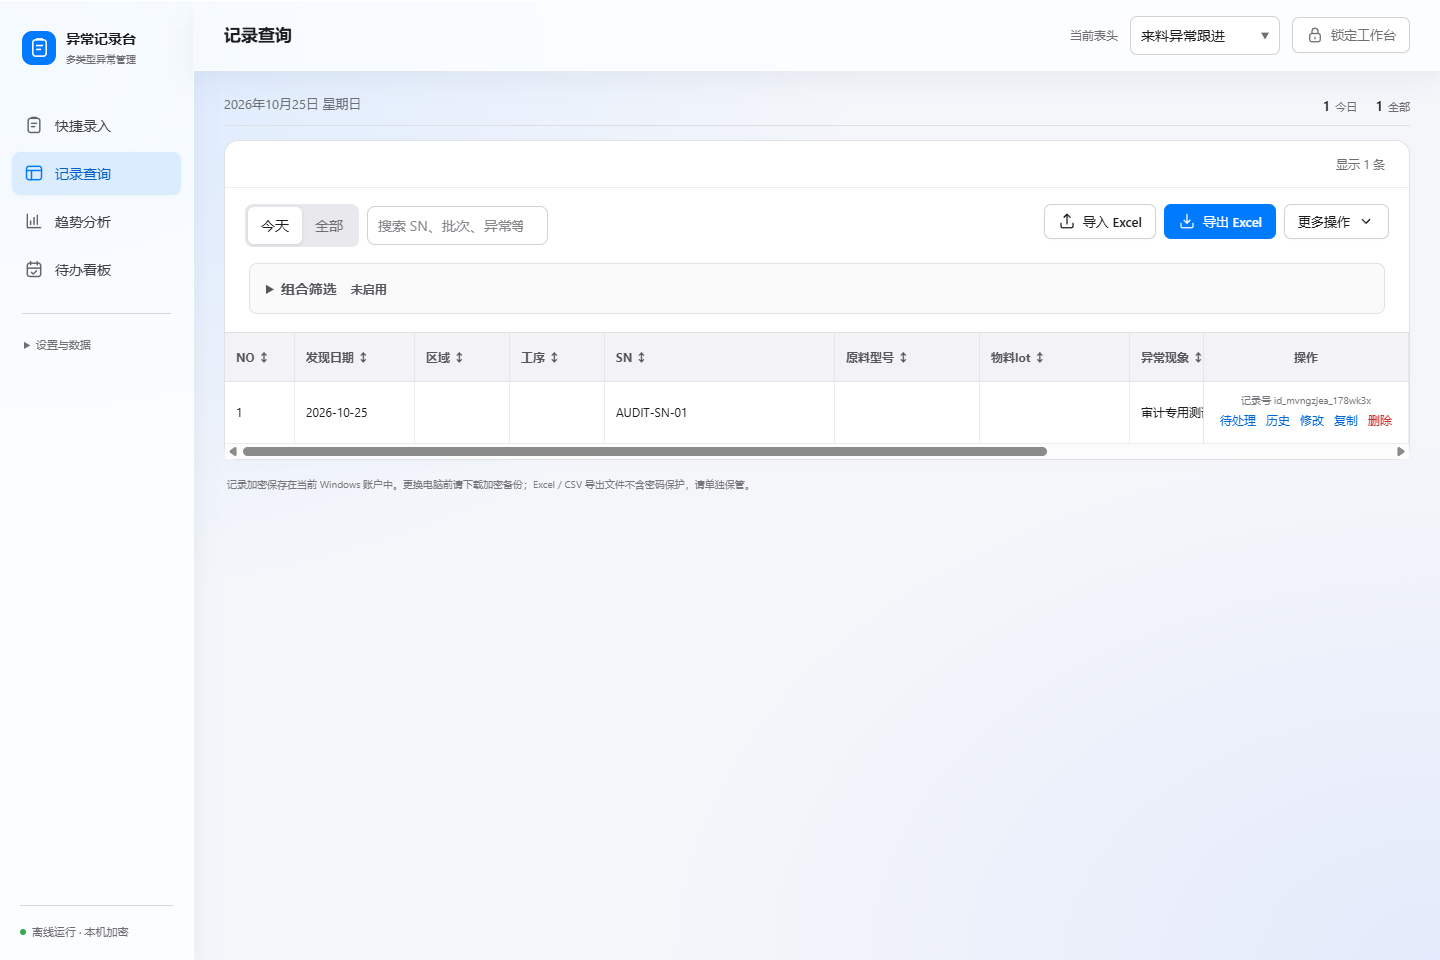 异常记录台
多类型异常管理
快捷录入
记录查询
趋势分析
待办看板
设置与数据
离线运行 · 本机加密
记录查询
当前表头
来料异常跟进
锁定工作台
2026年10月25日 星期日
1 今日 1 全部
显示 1 条
今天 全部 搜索 SN、批次、异常等
导入 Excel 导出 Excel 更多操作
组合筛选 未启用
NO 发现日期 区域 工序 SN 原料型号 物料lot 异常现象 操作
1 2026-10-25 AUDIT-SN-01 审计专用测
记录号 id_mvngzjea_178wk3x
待处理 历史 修改 复制 删除
记录加密保存在当前 Windows 账户中。更换电脑前请下载加密备份；Excel / CSV 导出文件不含密码保护，请单独保管。